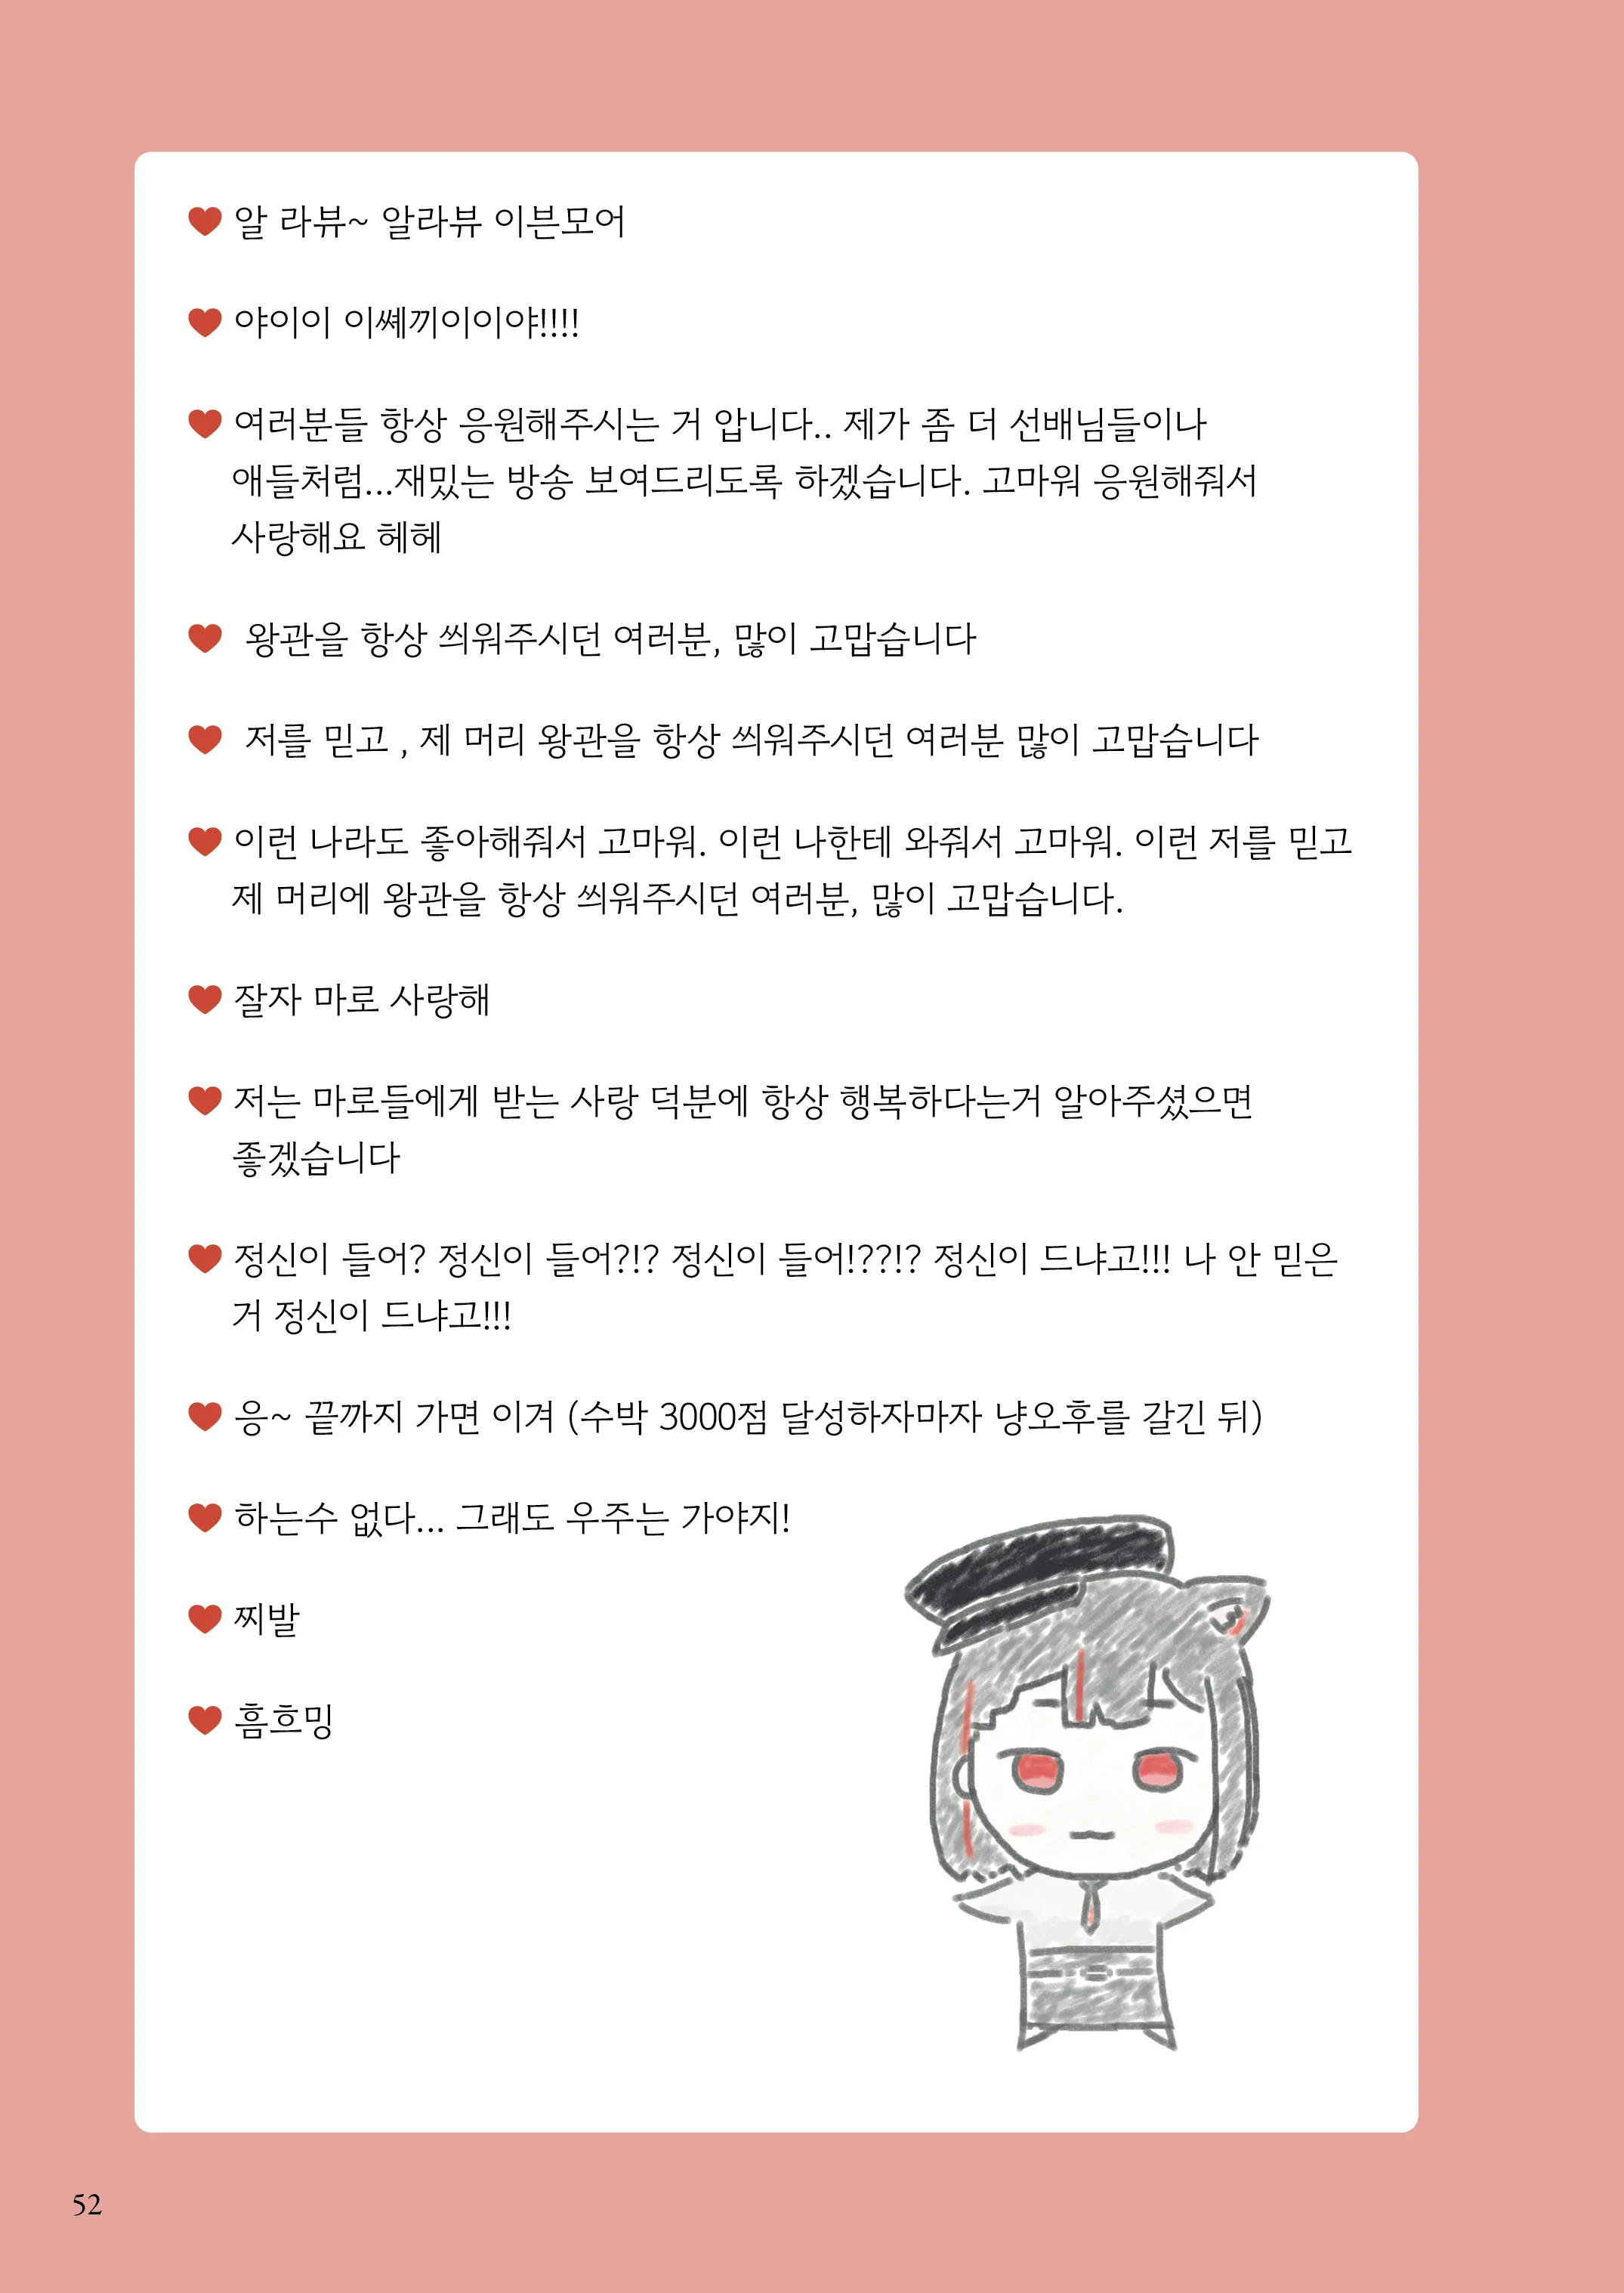 알 라뷰~ 알라뷰 이븐모어
야이이 이쎄끼이이야!!!!
여러분들 항상 응원해주시는 거 압니다.. 제가 좀 더 선배님들이나
애들처럼...재밌는 방송 보여드리도록 하겠습니다. 고마워 응원해줘서
사랑해요 헤헤
왕관을 항상 씌워주시던 여러분, 많이 고맙습니다
저를 믿고 , 제 머리 왕관을 항상 씌워주시던 여러분 많이 고맙습니다
이런 나라도 좋아해줘서 고마워. 이런 나한테 와줘서 고마워. 이런 저를 믿고
제 머리에 왕관을 항상 씌워주시던 여러분, 많이 고맙습니다.
잘자 마로 사랑해
저는 마로들에게 받는 사랑 덕분에 항상 행복하다는거 알아주셨으면
좋겠습니다
정신이 들어? 정신이 들어?!? 정신이 들어!??!? 정신이 드냐고!!! 나 안 믿은
거 정신이 드냐고!!!
응~ 끝까지 가면 이겨 (수박 3000점 달성하자마자 냥오후를 갈긴 뒤)
하는수 없다... 그래도 우주는 가야지!
찌발
흠흐밍
52